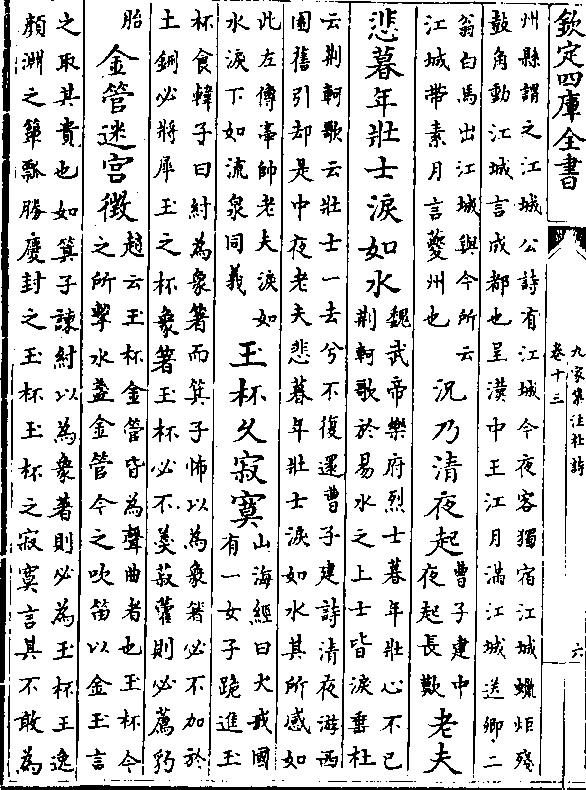 欽定四庫全書
九家集注杜詩
卷十三
六
州縣謂之江城公詩有江城今夜客獨宿江城蠟炬殘
鼓角動江城言成都也呈漢中王江月滿江城送卿二
翁白馬出江城與今所云
江城帶素月言夔州也
況乃清夜起
曹子建中
夜起長歎
老夫
悲暮年壯士淚如水
魏武帝樂府烈士暮年壯心不已
荆軻歌於易水之上士皆淚垂杜
云荆軻歌云壯士一去兮不復還曹子建詩清夜游西
園舊引却是中夜老夫悲暮年壯士淚如水其所感如
此左傳事帥老夫淚如
水淚下如流泉同義
玉杯久寂寞
山海經曰犬戎國
有一女子跪進玉
杯食韓子曰紂為象箸而箕子怖以為象箸必不加於
土鉶必將犀玉之杯象箸玉杯必不羮菽藿則必薦豹
胎
金管迷宫徵
趙云玉杯金管皆為聲曲者也玉杯今
之所擊水盞金管今之吹笛以金玉言
之取其貴也如箕子諫紂以為象著則必為玉杯王逸
顔淵之簞瓢勝慶封之玉杯玉杯之寂寞言其不敢為